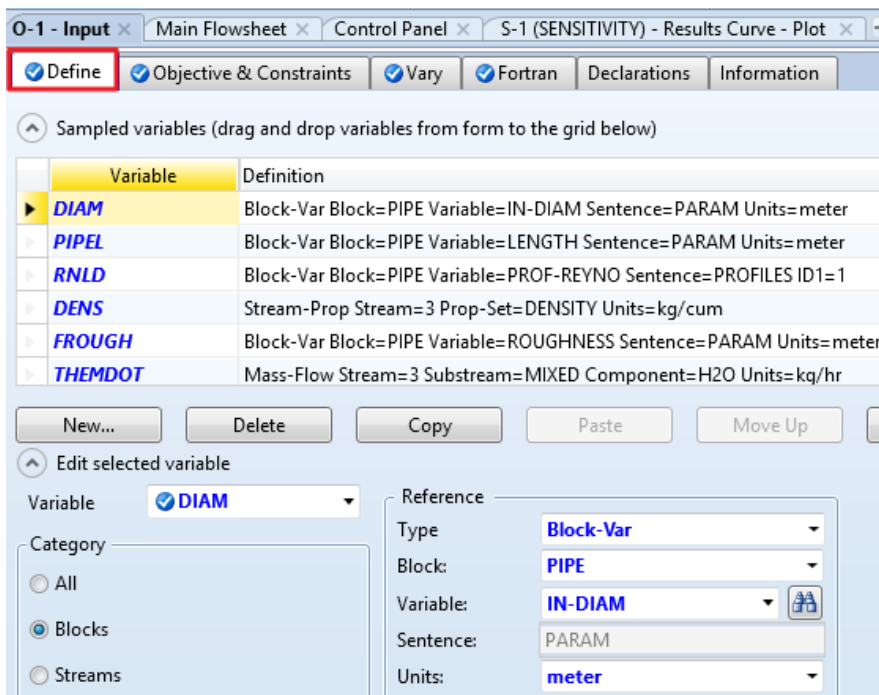 O-1 - Input × Main Flowsheet × Control Panel × S-1 (SENSITIVITY) - Results Curve - Plot ×
Define Objective & Constraints Vary Fortran Declarations Information
Sampled variables (drag and drop variables from form to the grid below)
Variable Definition
DIAM Block-Var Block=PIPE Variable=IN-DIAM Sentence=PARAM Units=meter
PIPEL Block-Var Block=PIPE Variable=LENGTH Sentence=PARAM Units=meter
RNLD Block-Var Block=PIPE Variable=PROF-REYNO Sentence=PROFILES ID1=1
DENS Stream-Prop Stream=3 Prop-Set=DENSITY Units=kg/cum
FROUGH Block-Var Block=PIPE Variable=ROUGHNESS Sentence=PARAM Units=meter
THEMDOT Mass-Flow Stream=3 Substream=MIXED Component=H2O Units=kg/hr
New... Delete Copy Paste Move Up
Edit selected variable
Variable DIAM
Category
All
Blocks
Streams
Reference
Type Block-Var
Block: PIPE
Variable: IN-DIAM
Sentence: PARAM
Units: meter